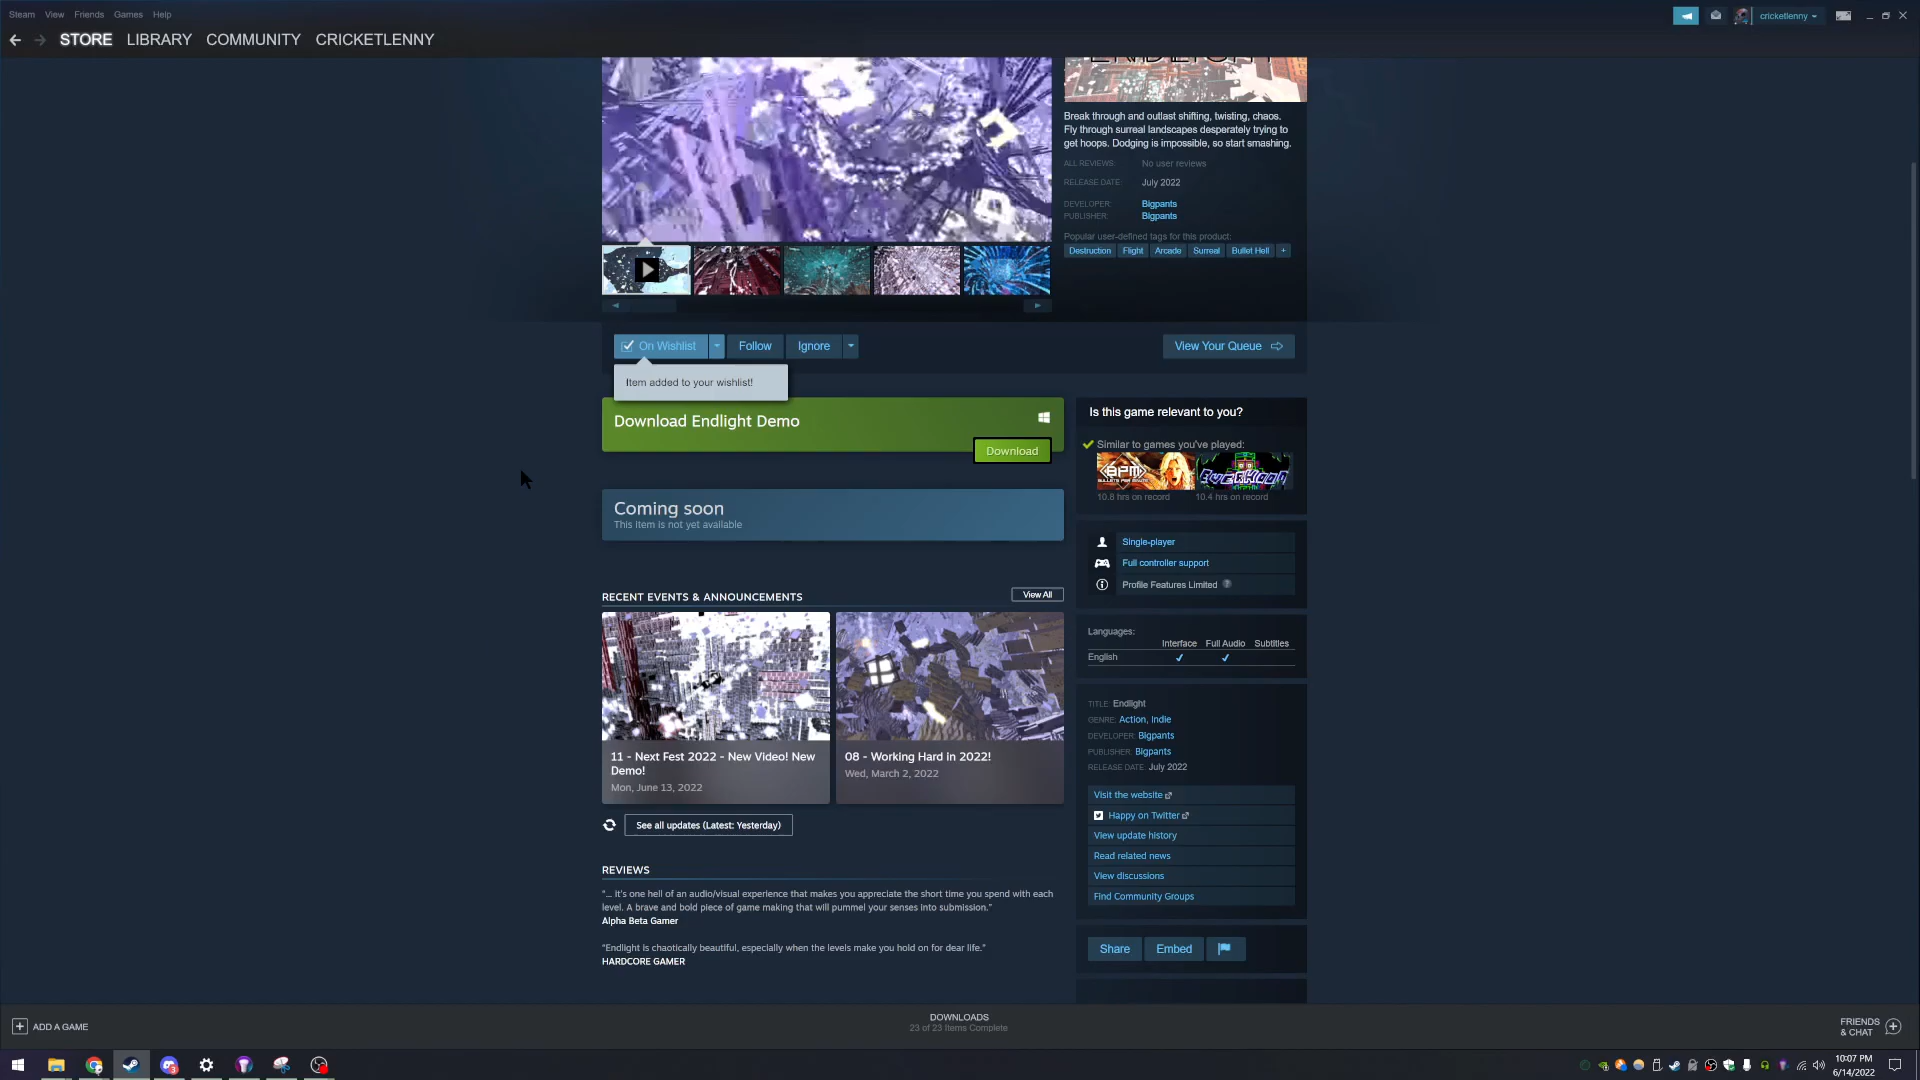 Steam View Friends Games Help
cricketlenny
STORE LIBRARY COMMUNITY CRICKETLENNY
ENDLIGHT
Break through and outlast shifting, twisting, chaos.
Fly through surreal landscapes desperately trying to
get hoops. Dodging is impossible, so start smashing.
ALL REVIEWS: No user reviews
RELEASE DATE: July 2022
DEVELOPER: Bigpants
PUBLISHER: Bigpants
Popular user-defined tags for this product:
Destruction Flight Arcade Surreal Bullet Hell +
On Wishlist Follow Ignore View Your Queue
Item added to your wishlist!
Download Endlight Demo
Download
Is this game relevant to you?
Similar to games you've played:
BPM BULLETS PER MINUTE EVERHOOD
10.8 hrs on record 10.4 hrs on record
Coming soon
This item is not yet available
Single-player
Full controller support
Profile Features Limited
RECENT EVENTS & ANNOUNCEMENTS View All
Languages:
Interface Full Audio Subtitles
English ✔ ✔
TITLE: Endlight
GENRE: Action, Indie
DEVELOPER: Bigpants
PUBLISHER: Bigpants
RELEASE DATE: July 2022
11 - Next Fest 2022 - New Video! New
Demo!
Mon, June 13, 2022
08 - Working Hard in 2022!
Wed, March 2, 2022
Visit the website
Happy on Twitter
View update history
Read related news
View discussions
Find Community Groups
See all updates (Latest: Yesterday)
REVIEWS
“... it's one hell of an audio/visual experience that makes you appreciate the short time you spend with each
level. A brave and bold piece of game making that will pummel your senses into submission.”
Alpha Beta Gamer
“Endlight is chaotically beautiful, especially when the levels make you hold on for dear life.”
HARDCORE GAMER
Share Embed
+ ADD A GAME
DOWNLOADS
23 of 23 Items Complete
FRIENDS
& CHAT +
10:07 PM
6/14/2022